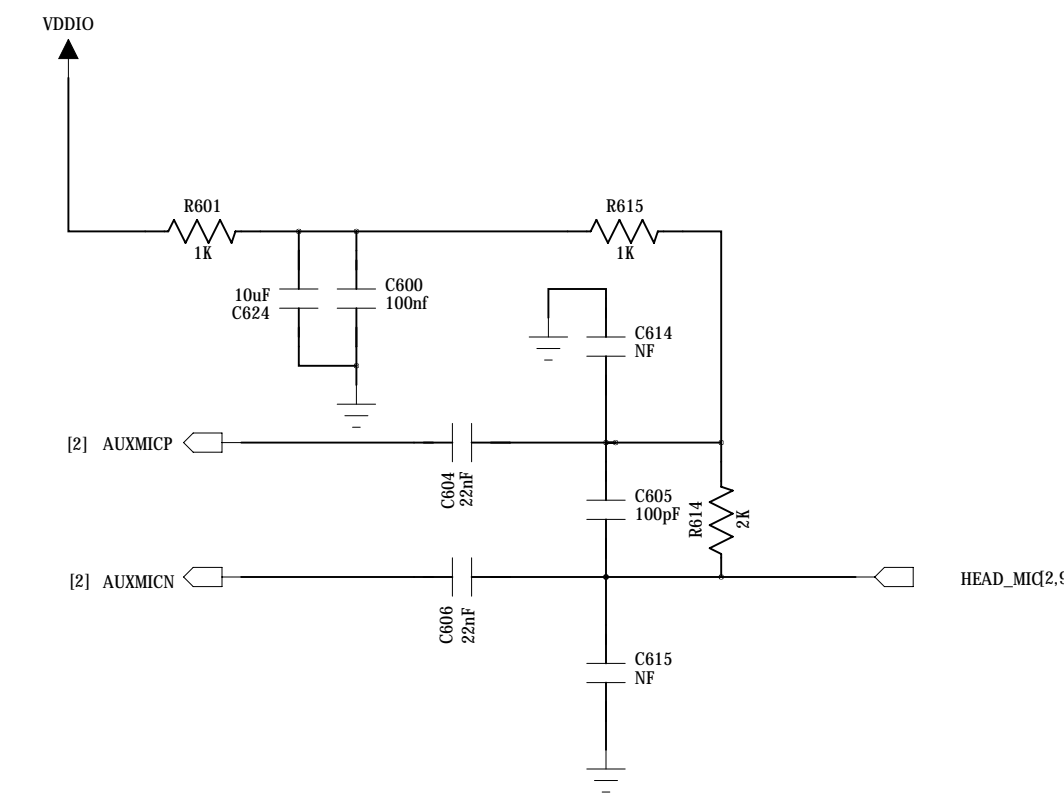 VDDIO
R601
1K
R615
1K
10uF
C624
C600
100nf
C614
NF
[2] AUXMICP
C604
22nF
C605
100pF
R614
2K
[2] AUXMICN
C606
22nF
HEAD_MIC[2,9
C615
NF